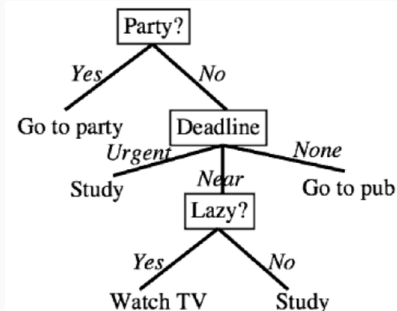 Party?
Yes No
Go to party Deadline
Urgent None
Study Near Go to pub
Lazy?
Yes No
Watch TV Study